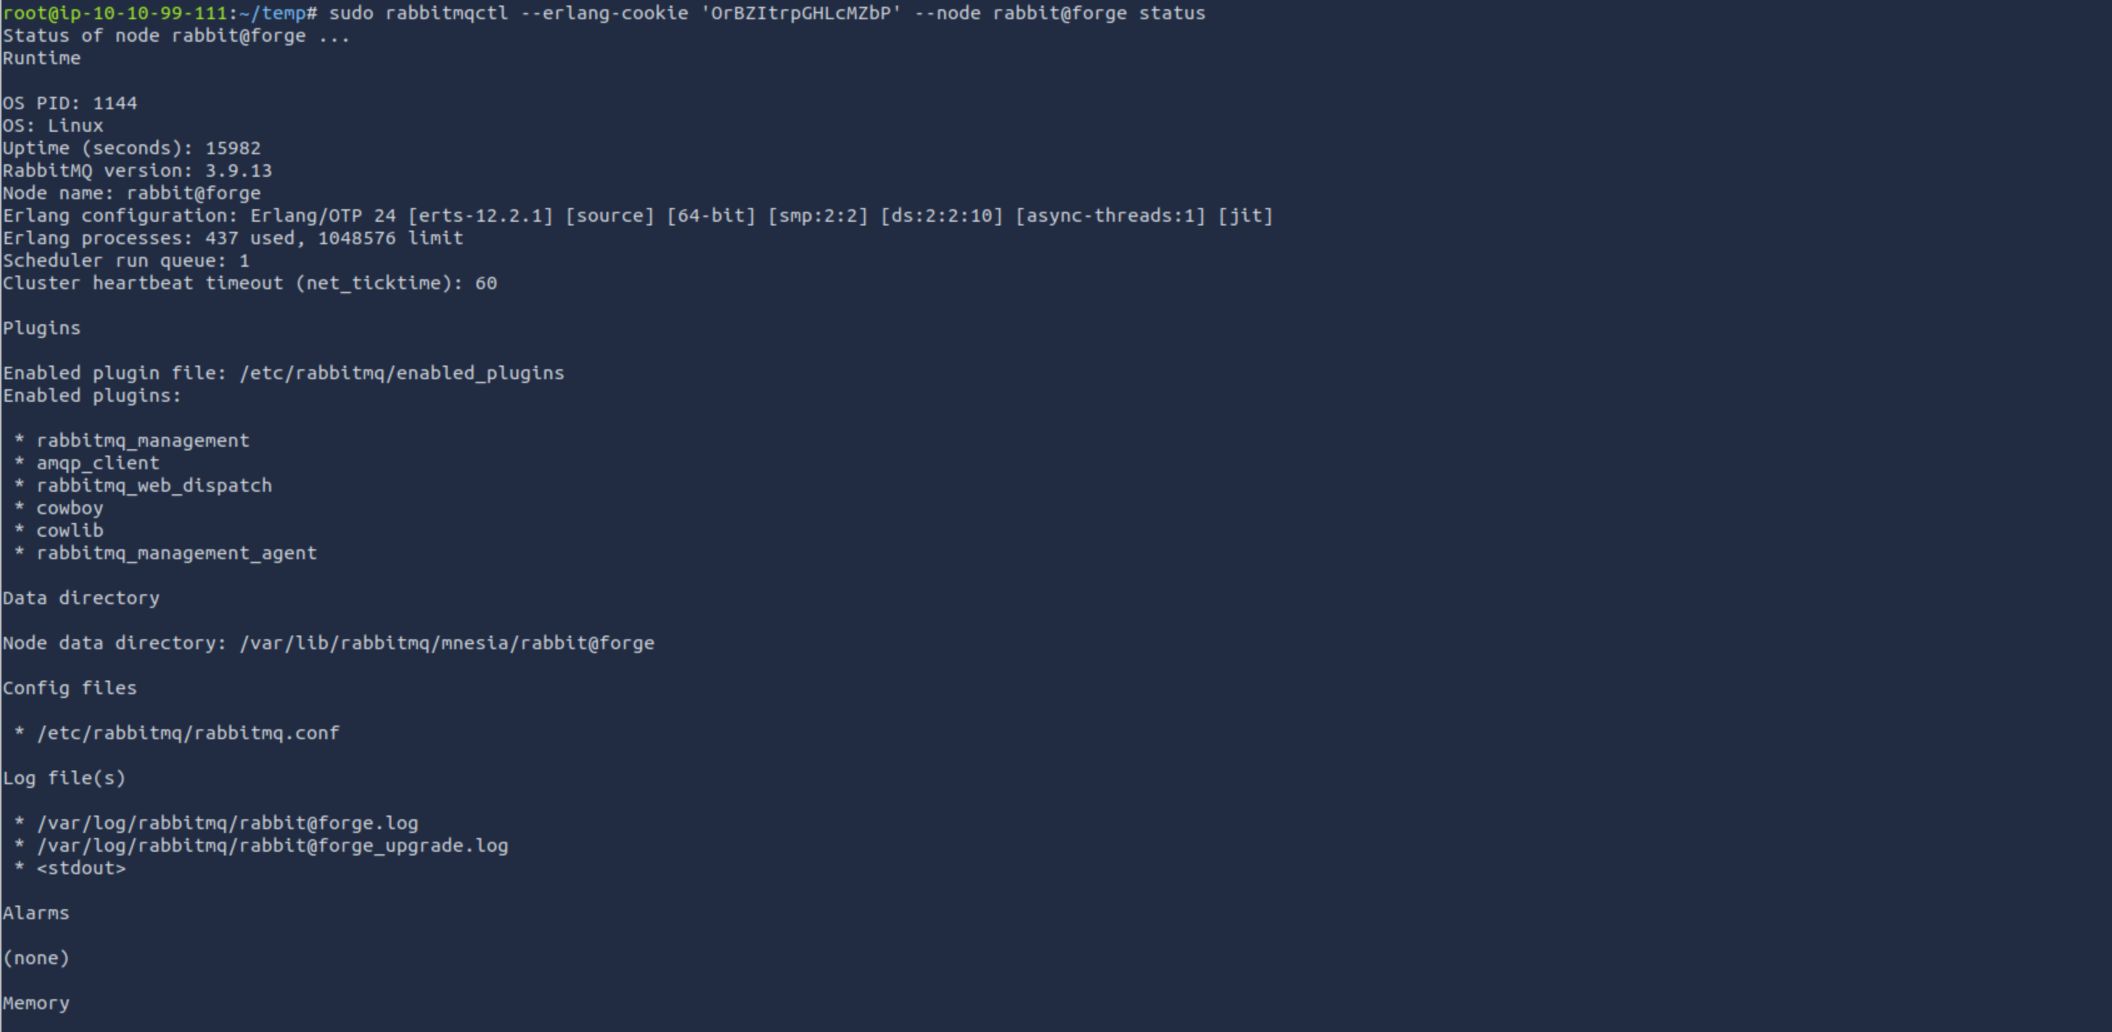 root@ip-10-10-99-111:~/temp# sudo rabbitmqctl --erlang-cookie 'OrBZItrpGHLcMZbP' --node rabbit@forge status
Status of node rabbit@forge ...
Runtime
OS PID: 1144
OS: Linux
Uptime (seconds): 15982
RabbitMQ version: 3.9.13
Node name: rabbit@forge
Erlang configuration: Erlang/OTP 24 [erts-12.2.1] [source] [64-bit] [smp:2:2] [ds:2:2:10] [async-threads:1] [jit]
Erlang processes: 437 used, 1048576 limit
Scheduler run queue: 1
Cluster heartbeat timeout (net_ticktime): 60
Plugins
Enabled plugin file: /etc/rabbitmq/enabled_plugins
Enabled plugins:
 * rabbitmq_management
 * amqp_client
 * rabbitmq_web_dispatch
 * cowboy
 * cowlib
 * rabbitmq_management_agent
Data directory
Node data directory: /var/lib/rabbitmq/mnesia/rabbit@forge
Config files
 * /etc/rabbitmq/rabbitmq.conf
Log file(s)
 * /var/log/rabbitmq/rabbit@forge.log
 * /var/log/rabbitmq/rabbit@forge_upgrade.log
 * <stdout>
Alarms
(none)
Memory